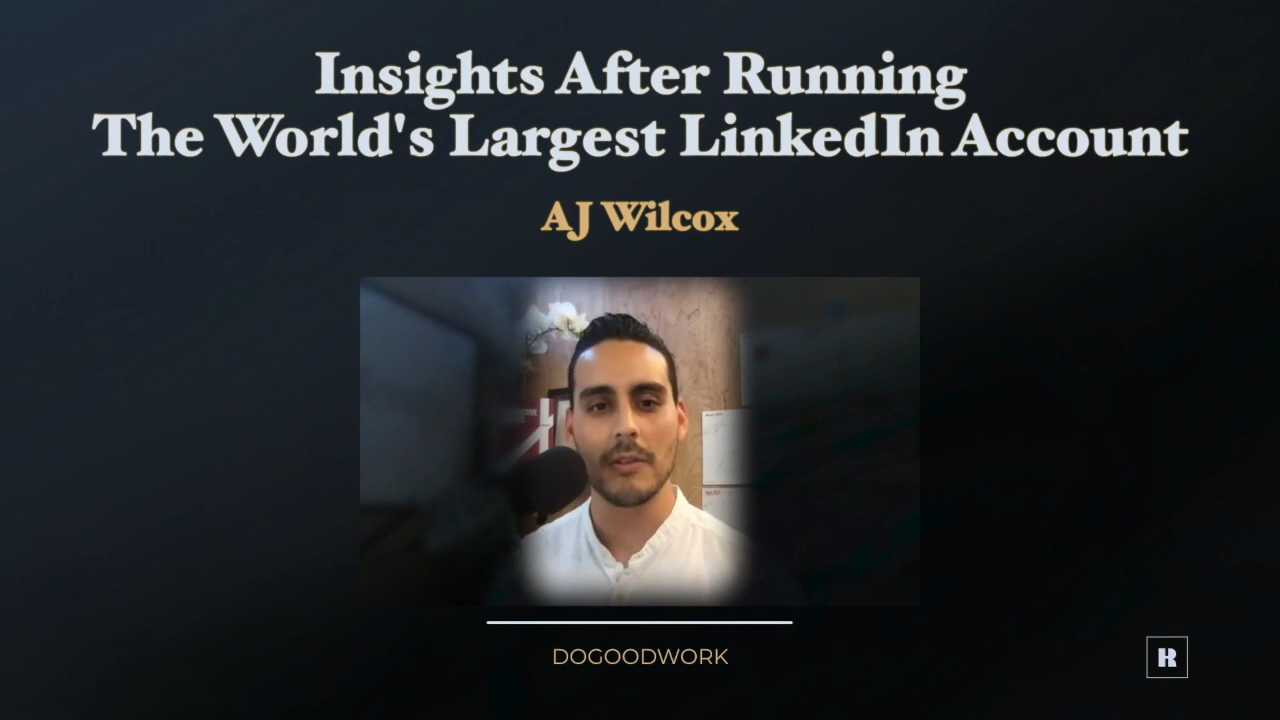 Insights After Running
The World's Largest LinkedIn Account
AJ Wilcox
DOGOODWORK
R